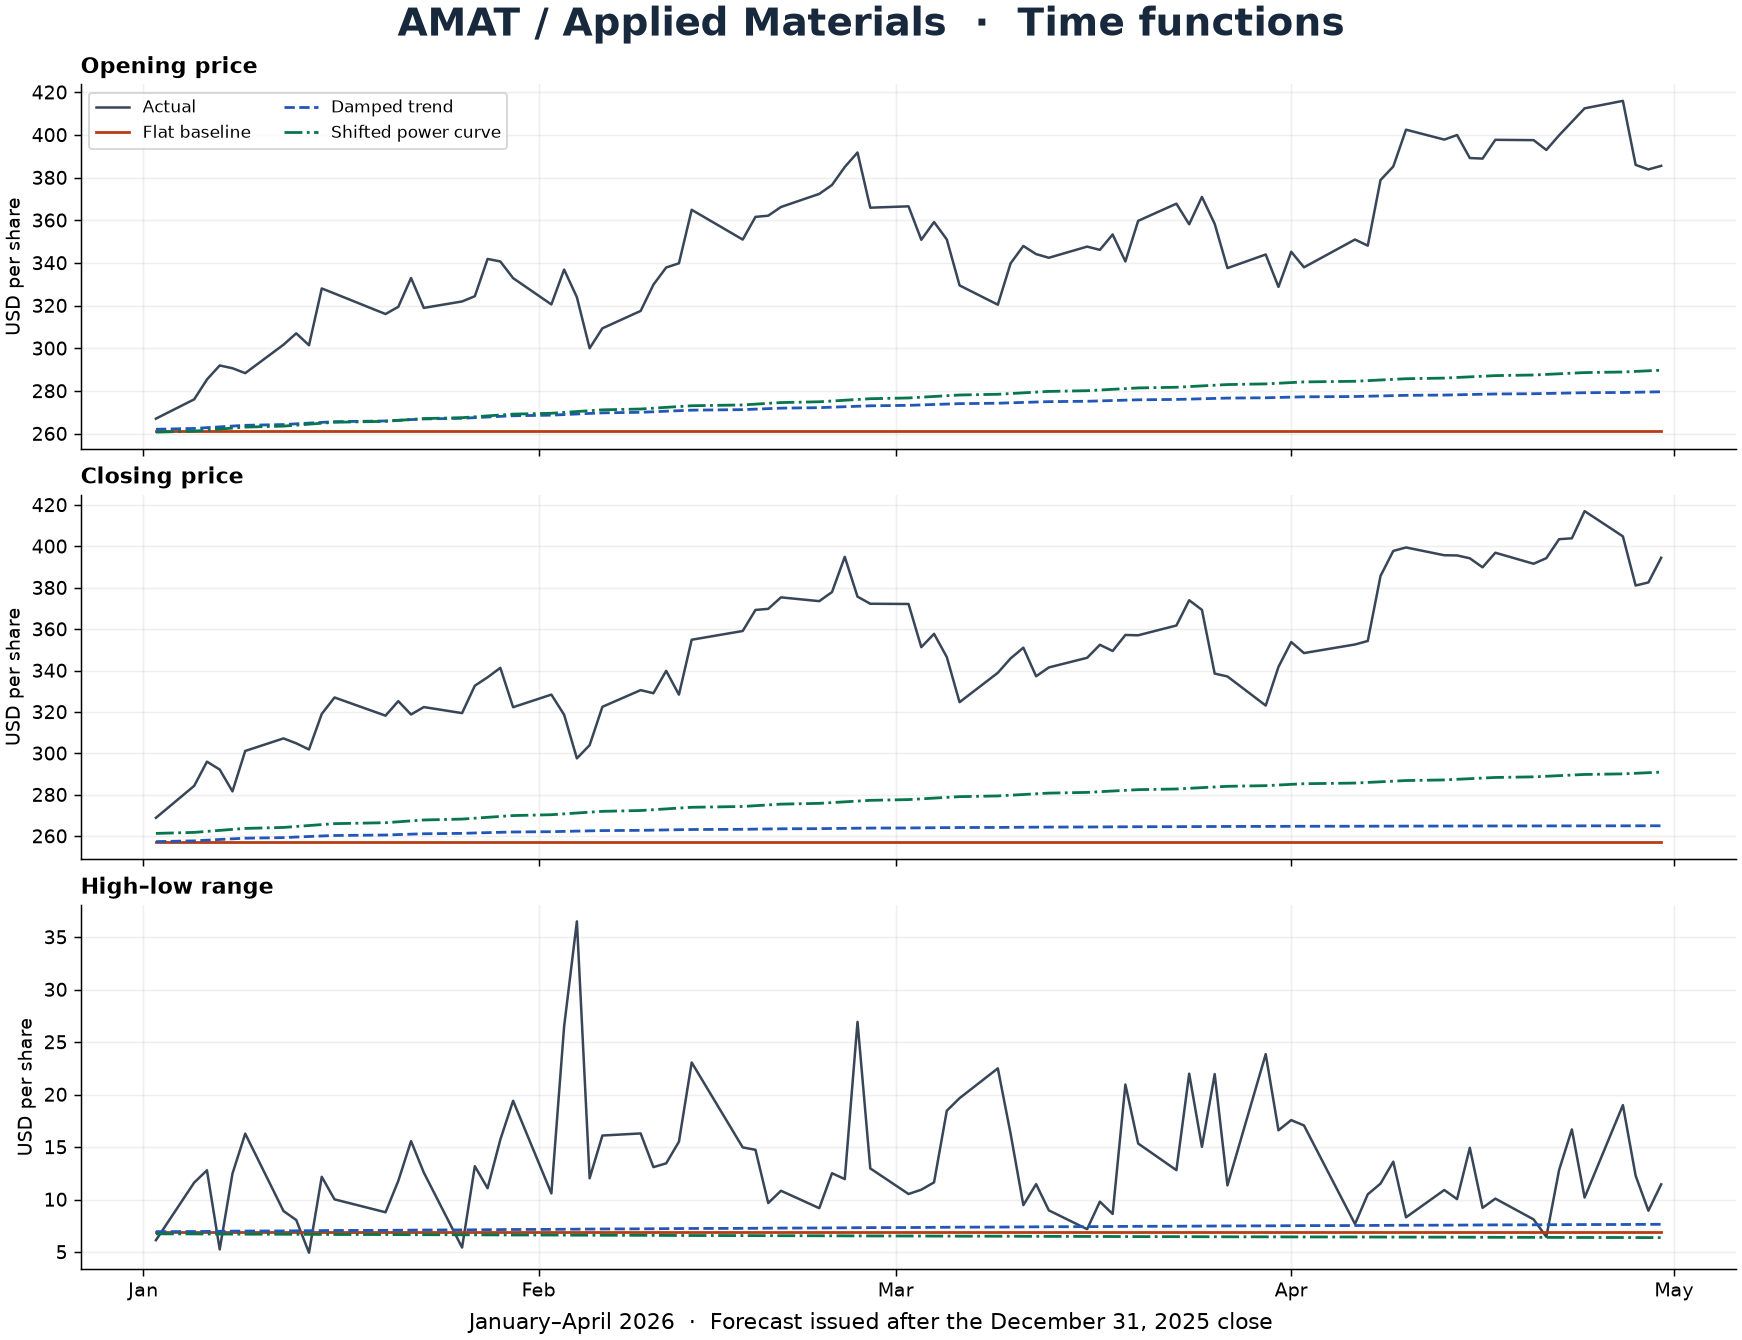 AMAT / Applied Materials · Time functions
Opening price
420
400
380
360
340
320
300
280
260
USD per share
Actual
Flat baseline
Damped trend
Shifted power curve
Closing price
420
400
380
360
340
320
300
280
260
USD per share
High–low range
35
30
25
20
15
10
5
USD per share
Jan
Feb
Mar
Apr
May
January–April 2026 · Forecast issued after the December 31, 2025 close